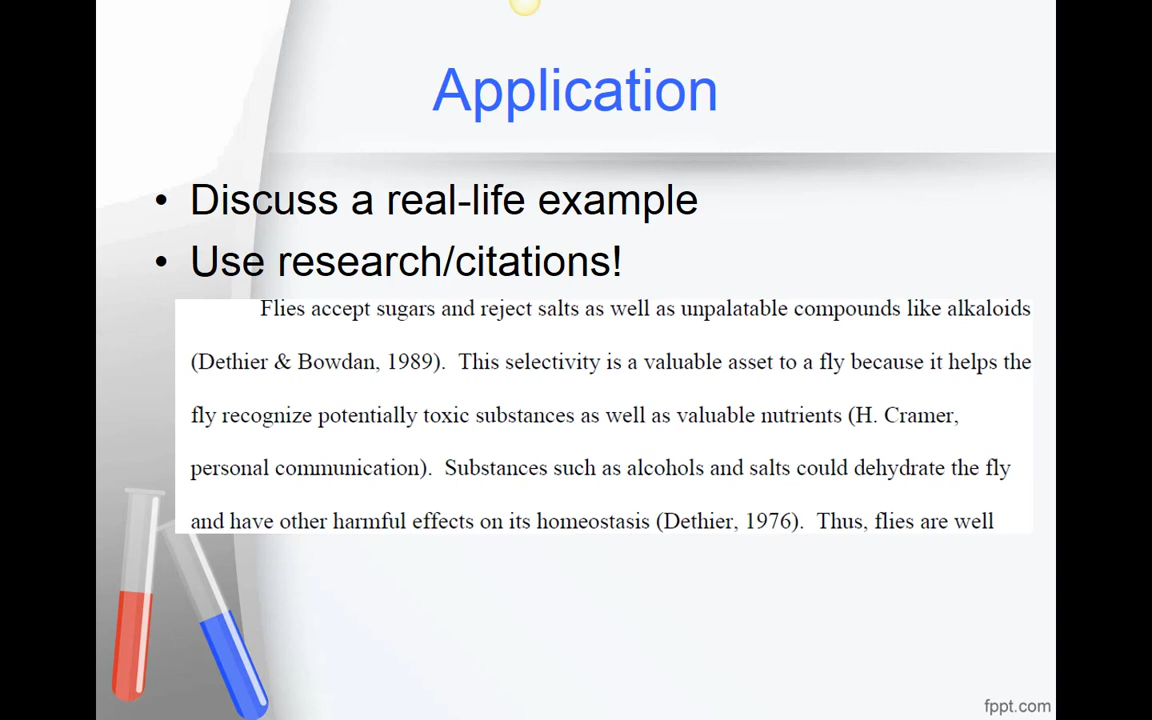 Application
• Discuss a real-life example
• Use research/citations!
Flies accept sugars and reject salts as well as unpalatable compounds like alkaloids
(Dethier & Bowdan, 1989).  This selectivity is a valuable asset to a fly because it helps the
fly recognize potentially toxic substances as well as valuable nutrients (H. Cramer,
personal communication).  Substances such as alcohols and salts could dehydrate the fly
and have other harmful effects on its homeostasis (Dethier, 1976).  Thus, flies are well
fppt.com